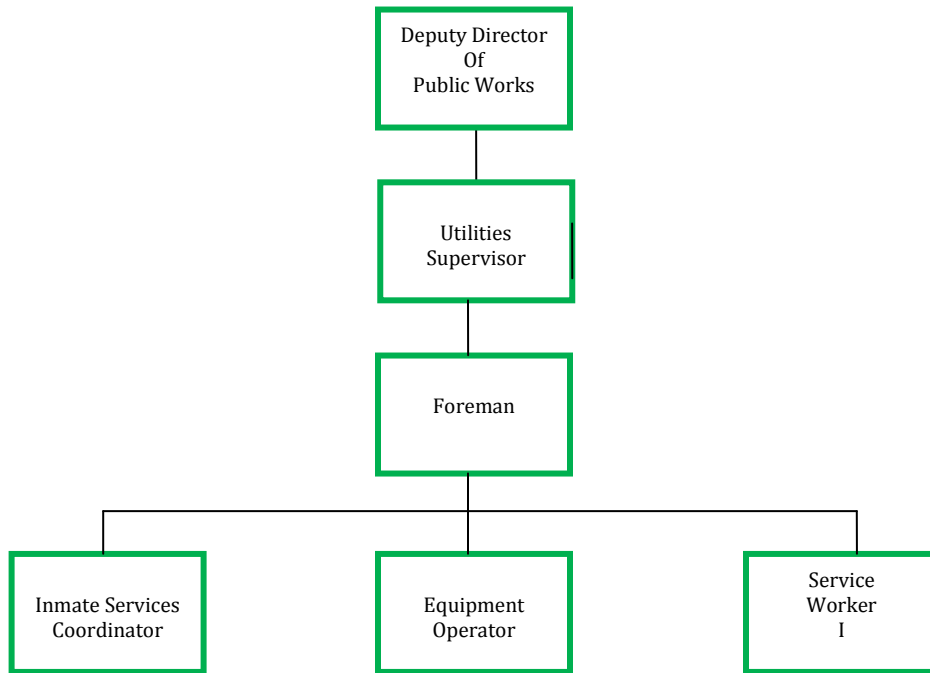 Deputy Director
Of
Public Works
Utilities
Supervisor
Foreman
Inmate Services
Coordinator
Equipment
Operator
Service
Worker
I